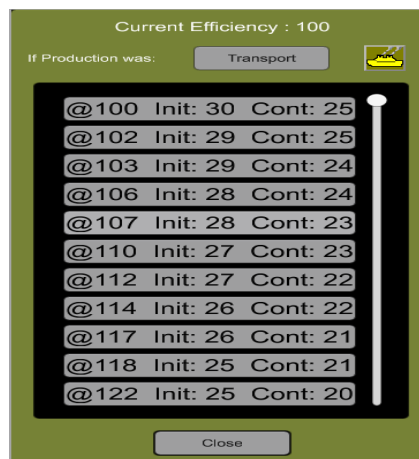 Current Efficiency : 100
If Production was: Transport
@100 Init: 30 Cont: 25
@102 Init: 29 Cont: 25
@103 Init: 29 Cont: 24
@106 Init: 28 Cont: 24
@107 Init: 28 Cont: 23
@110 Init: 27 Cont: 23
@112 Init: 27 Cont: 22
@114 Init: 26 Cont: 22
@117 Init: 26 Cont: 21
@118 Init: 25 Cont: 21
@122 Init: 25 Cont: 20
Close